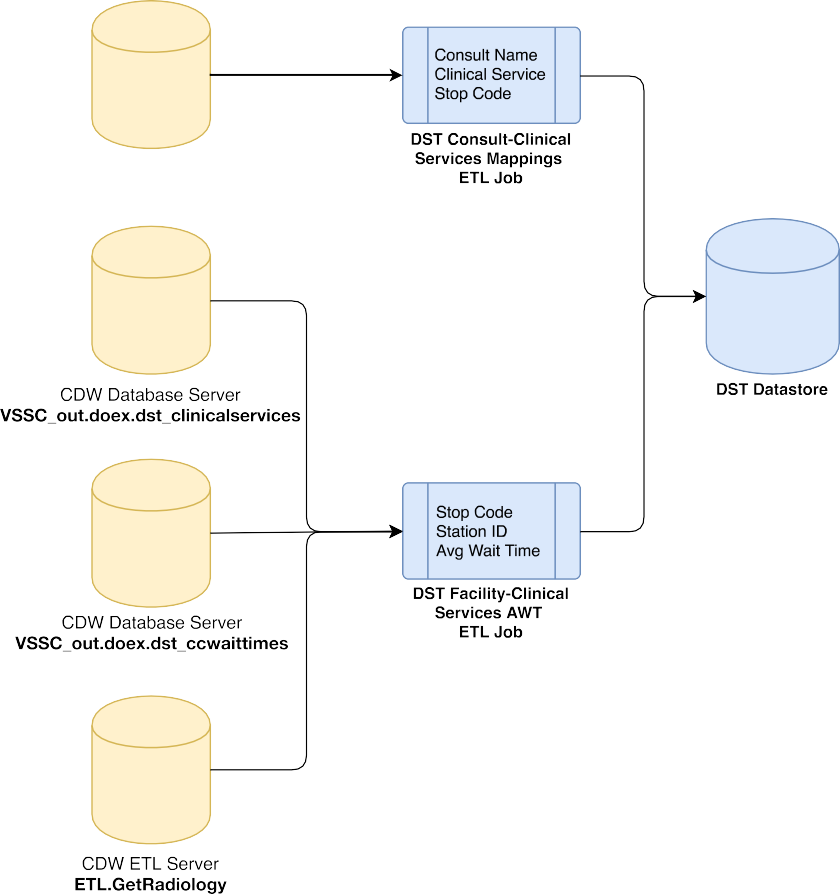 Consult Name
Clinical Service
Stop Code
DST Consult-Clinical
Services Mappings
ETL Job
CDW Database Server
VSSC_out.doex.dst_clinicalservices
DST Datastore
Stop Code
Station ID
Avg Wait Time
DST Facility-Clinical
Services AWT
ETL Job
CDW Database Server
VSSC_out.doex.dst_ccwaittimes
CDW ETL Server
ETL.GetRadiology